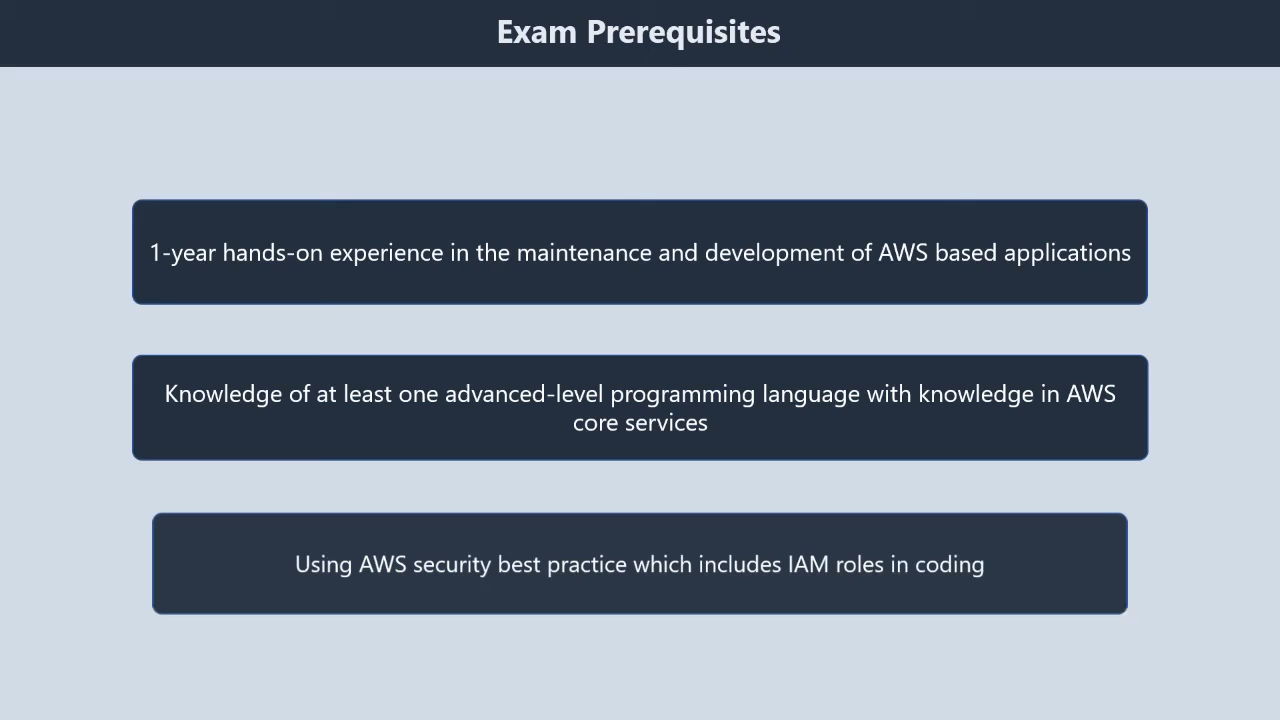 Exam Prerequisites
1-year hands-on experience in the maintenance and development of AWS based applications
Knowledge of at least one advanced-level programming language with knowledge in AWS
core services
Using AWS security best practice which includes IAM roles in coding